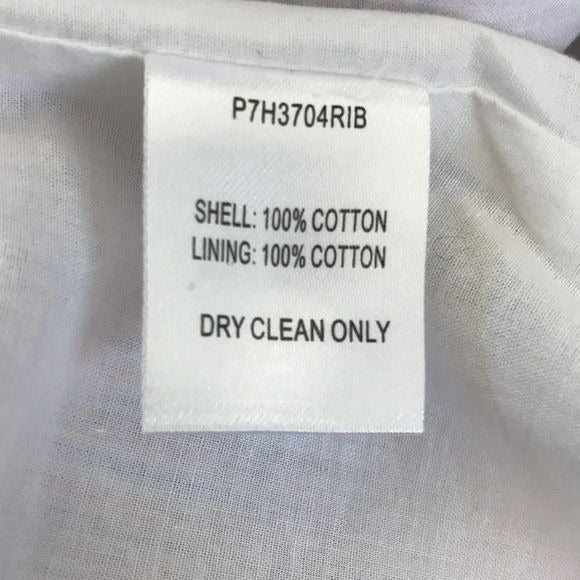 P7H3704RIB
SHELL: 100% COTTON
LINING: 100% COTTON
DRY CLEAN ONLY